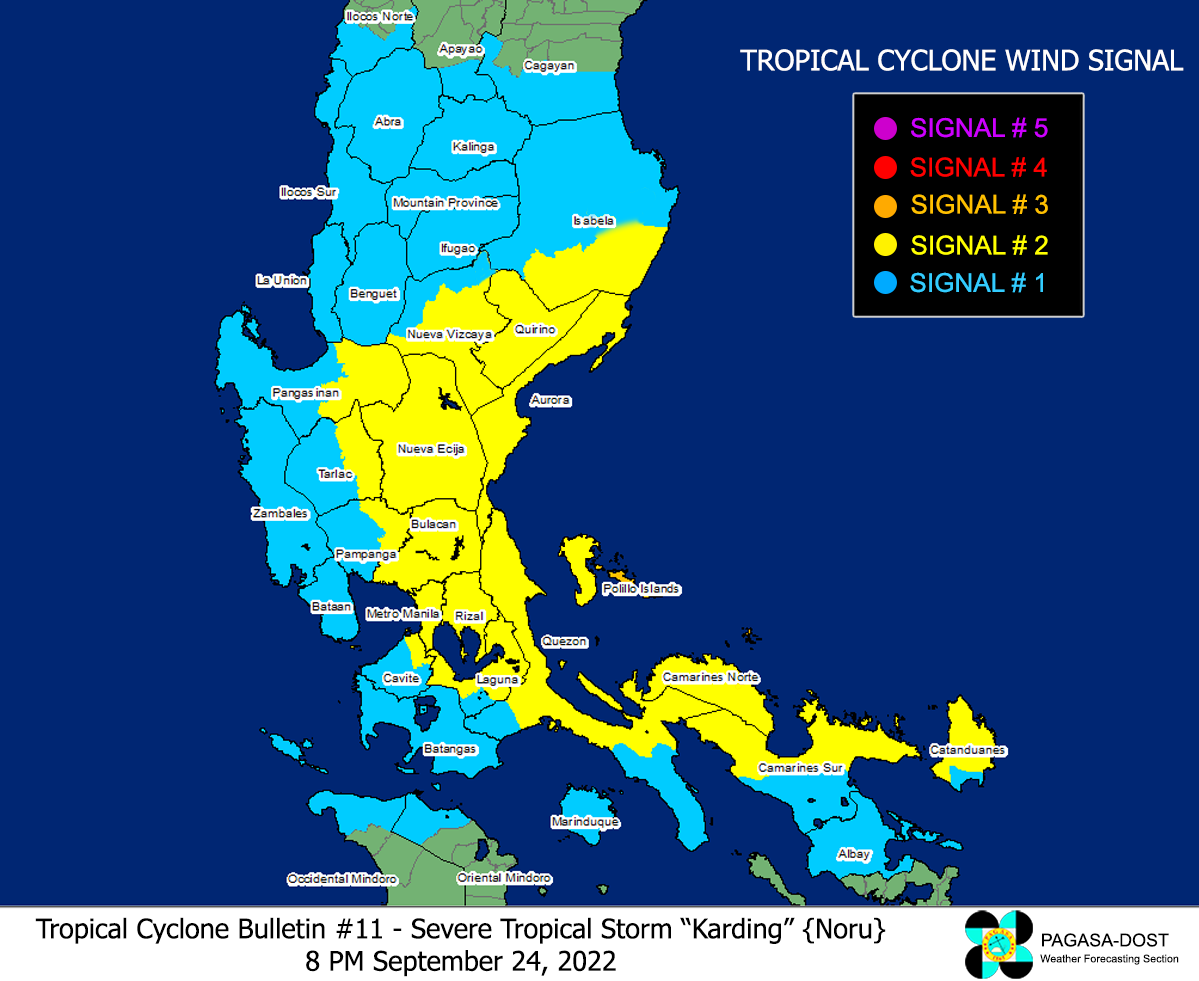 Ilocos Norte
Apayao
Cagayan
TROPICAL CYCLONE WIND SIGNAL
SIGNAL # 5
SIGNAL # 4
SIGNAL # 3
SIGNAL # 2
SIGNAL # 1
Abra
Kalinga
Ilocos Sur
Mountain Province
Isabela
Ifugao
La Union
Benguet
Nueva Vizcaya
Quirino
Pangasinan
Aurora
Nueva Ecija
Tarlac
Zambales
Bulacan
Pampanga
Polillo Islands
Bataan
Metro Manila
Rizal
Quezon
Cavite
Laguna
Camarines Norte
Batangas
Catanduanes
Camarines Sur
Marinduque
Albay
Occidental Mindoro
Oriental Mindoro
Tropical Cyclone Bulletin #11 - Severe Tropical Storm “Karding” {Noru}
8 PM September 24, 2022
PAGASA-DOST
Weather Forecasting Section